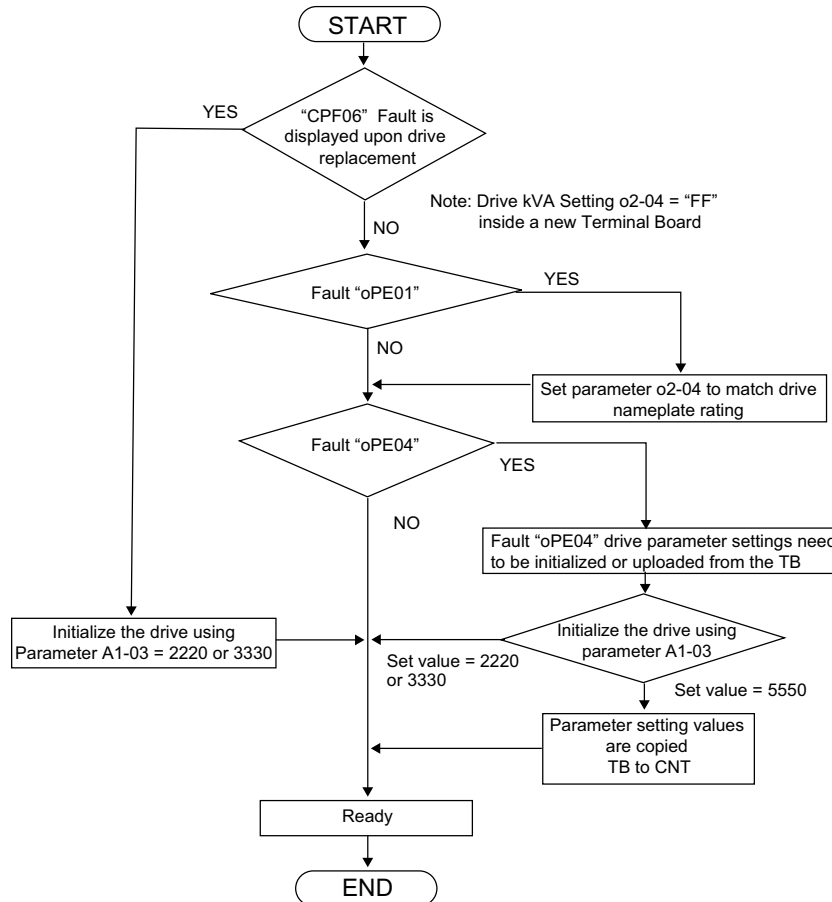 START
YES
“CPF06” Fault is
displayed upon drive
replacement
Note: Drive kVA Setting o2-04 = “FF”
inside a new Terminal Board
NO
Fault “oPE01”
YES
NO
Set parameter o2-04 to match drive
nameplate rating
Fault “oPE04”
YES
NO
Fault “oPE04” drive parameter settings need
to be initialized or uploaded from the TB
Initialize the drive using
Parameter A1-03 = 2220 or 3330
Initialize the drive using
parameter A1-03
Set value = 2220
or 3330
Set value = 5550
Parameter setting values
are copied
TB to CNT
Ready
END